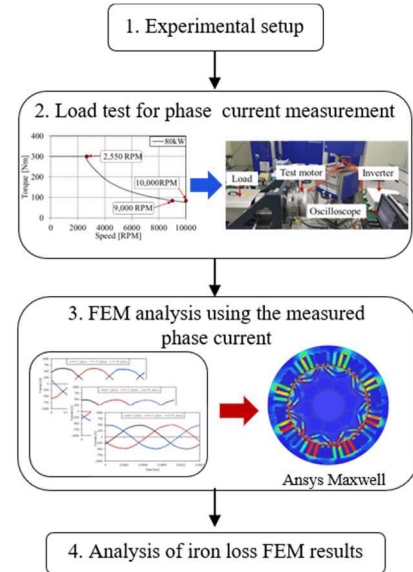 1. Experimental setup
2. Load test for phase current measurement
400
300
200
100
0
Torque [Nm]
80kW
2,550 RPM
10,000RPM
9,000 RPM
0 2000 4000 6000 8000 10000
Speed [RPM]
Load
Test motor
Inverter
Oscilloscope
3. FEM analysis using the measured
phase current
Ansys Maxwell
4. Analysis of iron loss FEM results